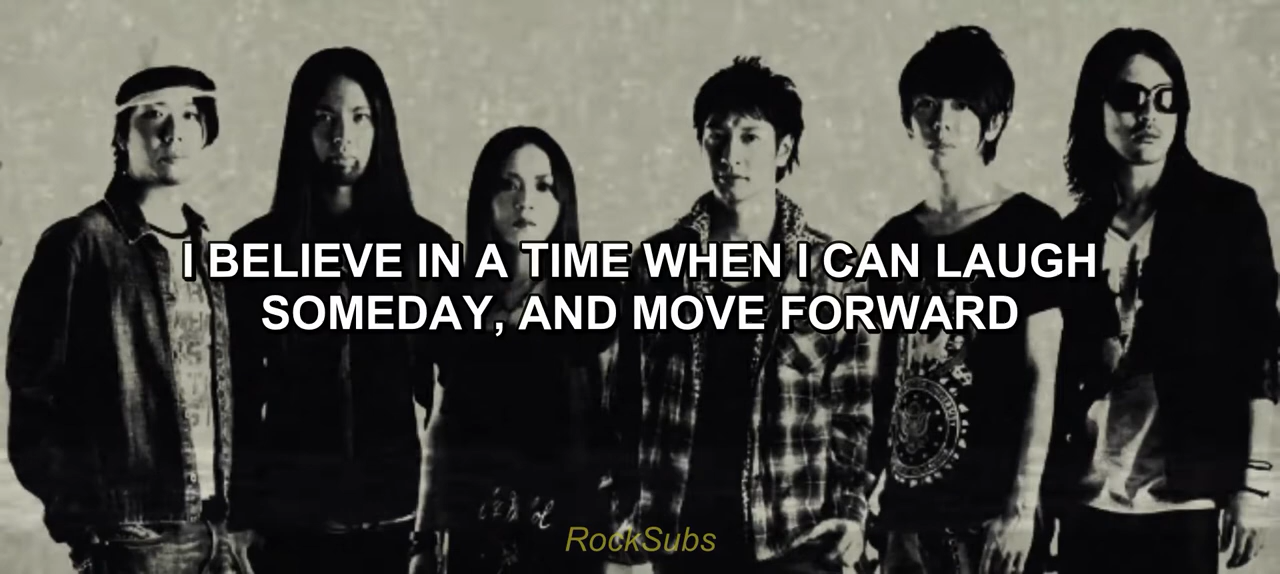 I BELIEVE IN A TIME WHEN I CAN LAUGH
SOMEDAY, AND MOVE FORWARD
RockSubs